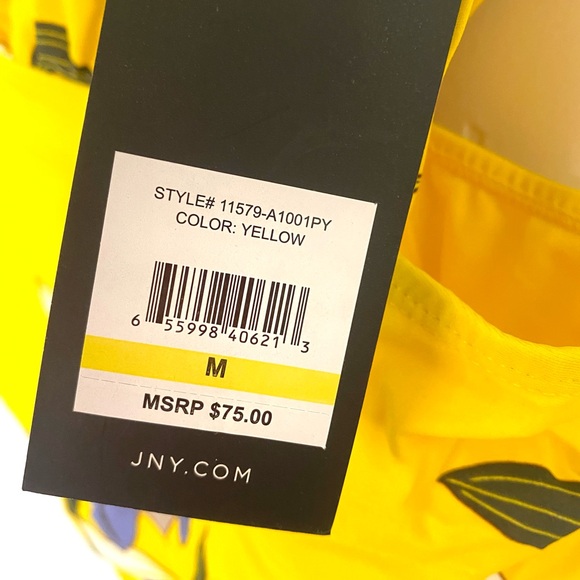 STYLE# 11579-A1001PY
COLOR: YELLOW
6 55998 40621 3
M
MSRP $75.00
JNY.COM